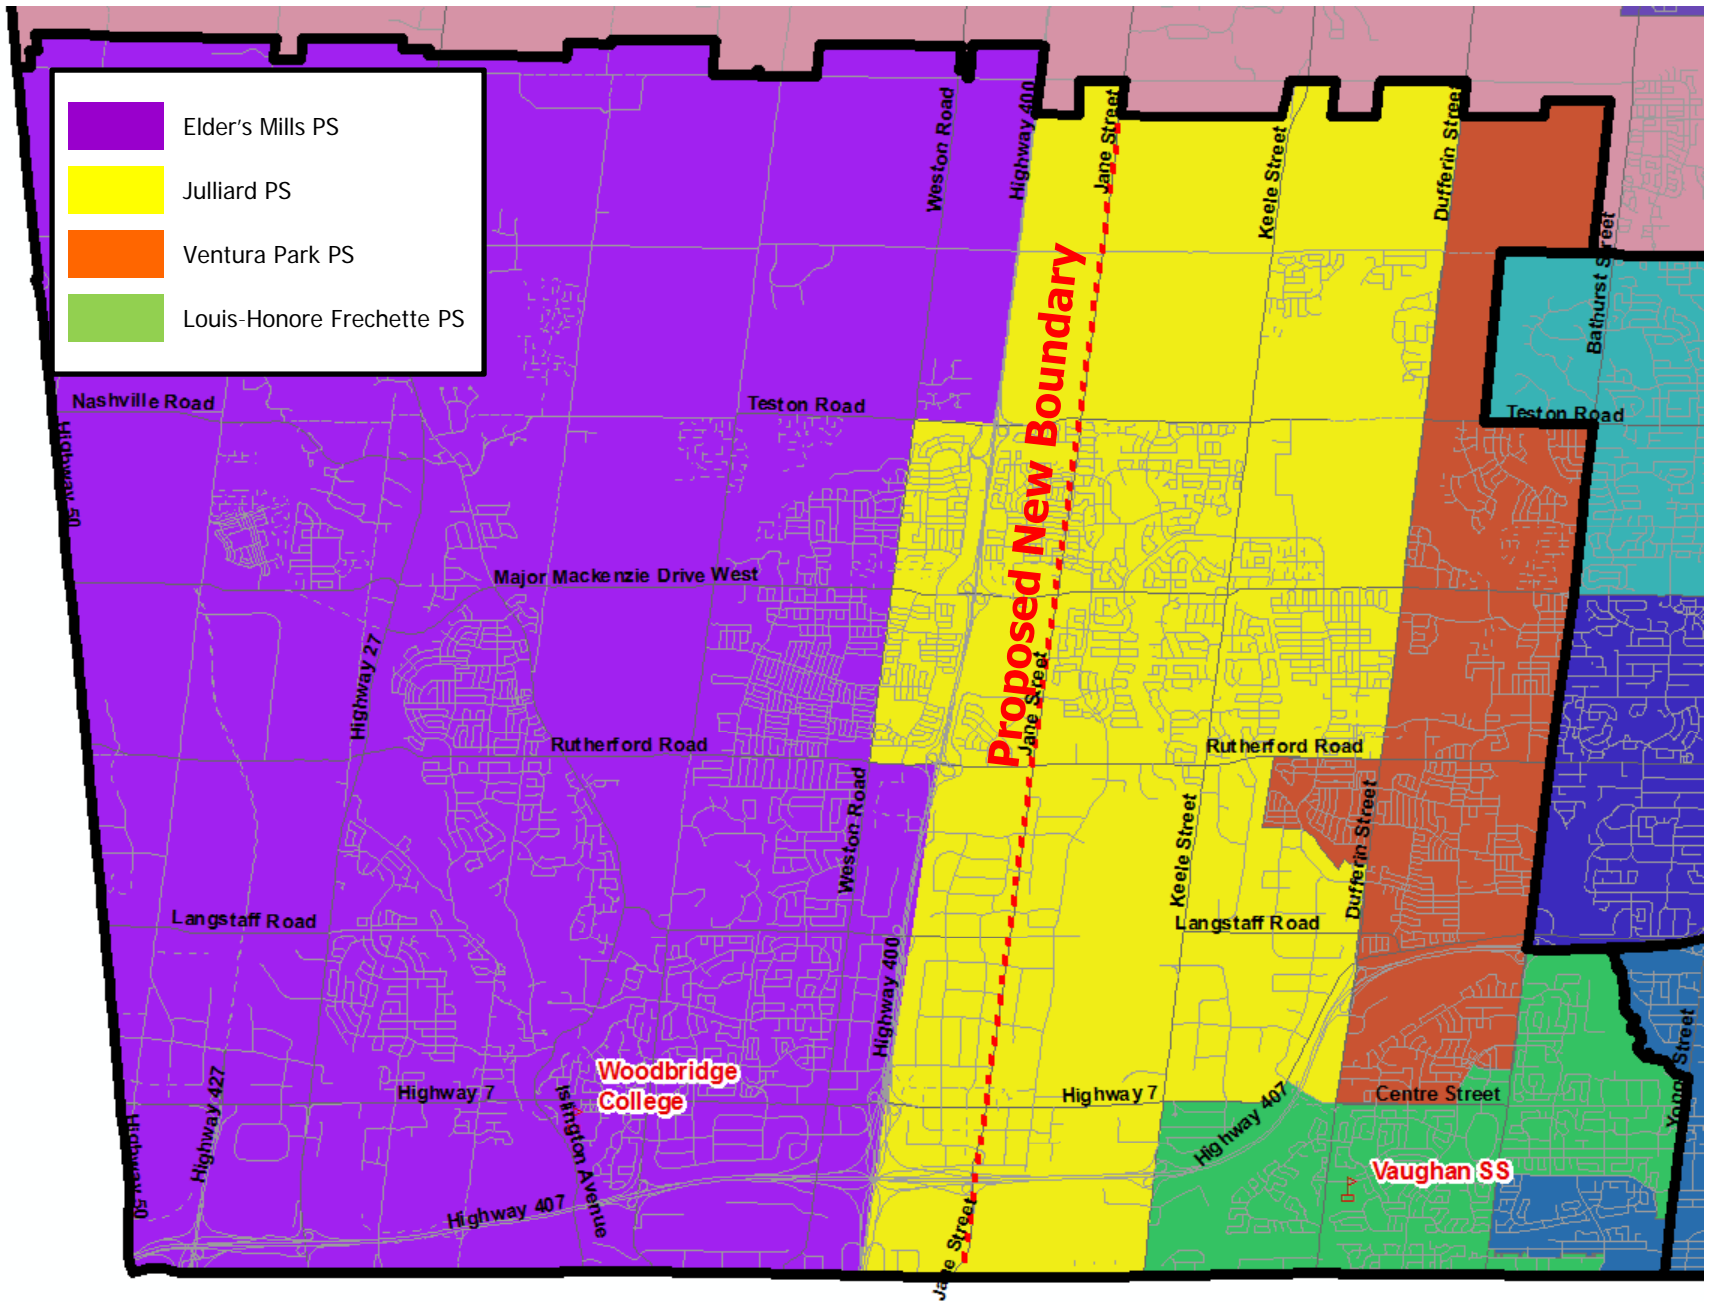 Elder's Mills PS
Julliard PS
Ventura Park PS
Louis-Honore Frechette PS
Weston Road
Highway 400
Jane Street
Keele Street
Dufferin Street
Bathurst Street
Proposed New Boundary
Nashville Road
Teston Road
Teston Road
Highway 50
Major Mackenzie Drive West
Highway 27
Jane Street
Rutherford Road
Rutherford Road
Weston Road
Keele Street
Dufferin Street
Langstaff Road
Langstaff Road
Highway 400
Yonge Street
Woodbridge
College
Highway 7
Highway 7
Centre Street
Highway 427
Highway 50
Islington Avenue
Highway 407
Highway 407
Vaughan SS
Jane Street